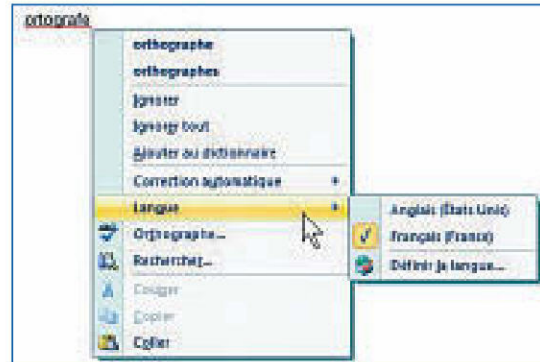 ortografe
orthographe
orthographes
Ignorer
Ignorer tout
Ajouter au dictionnaire
Correction automatique
Langue
Anglais (États Unis)
Français (France)
Définir la langue...
Orthographe...
Rechercher...
Couper
Copier
Coller